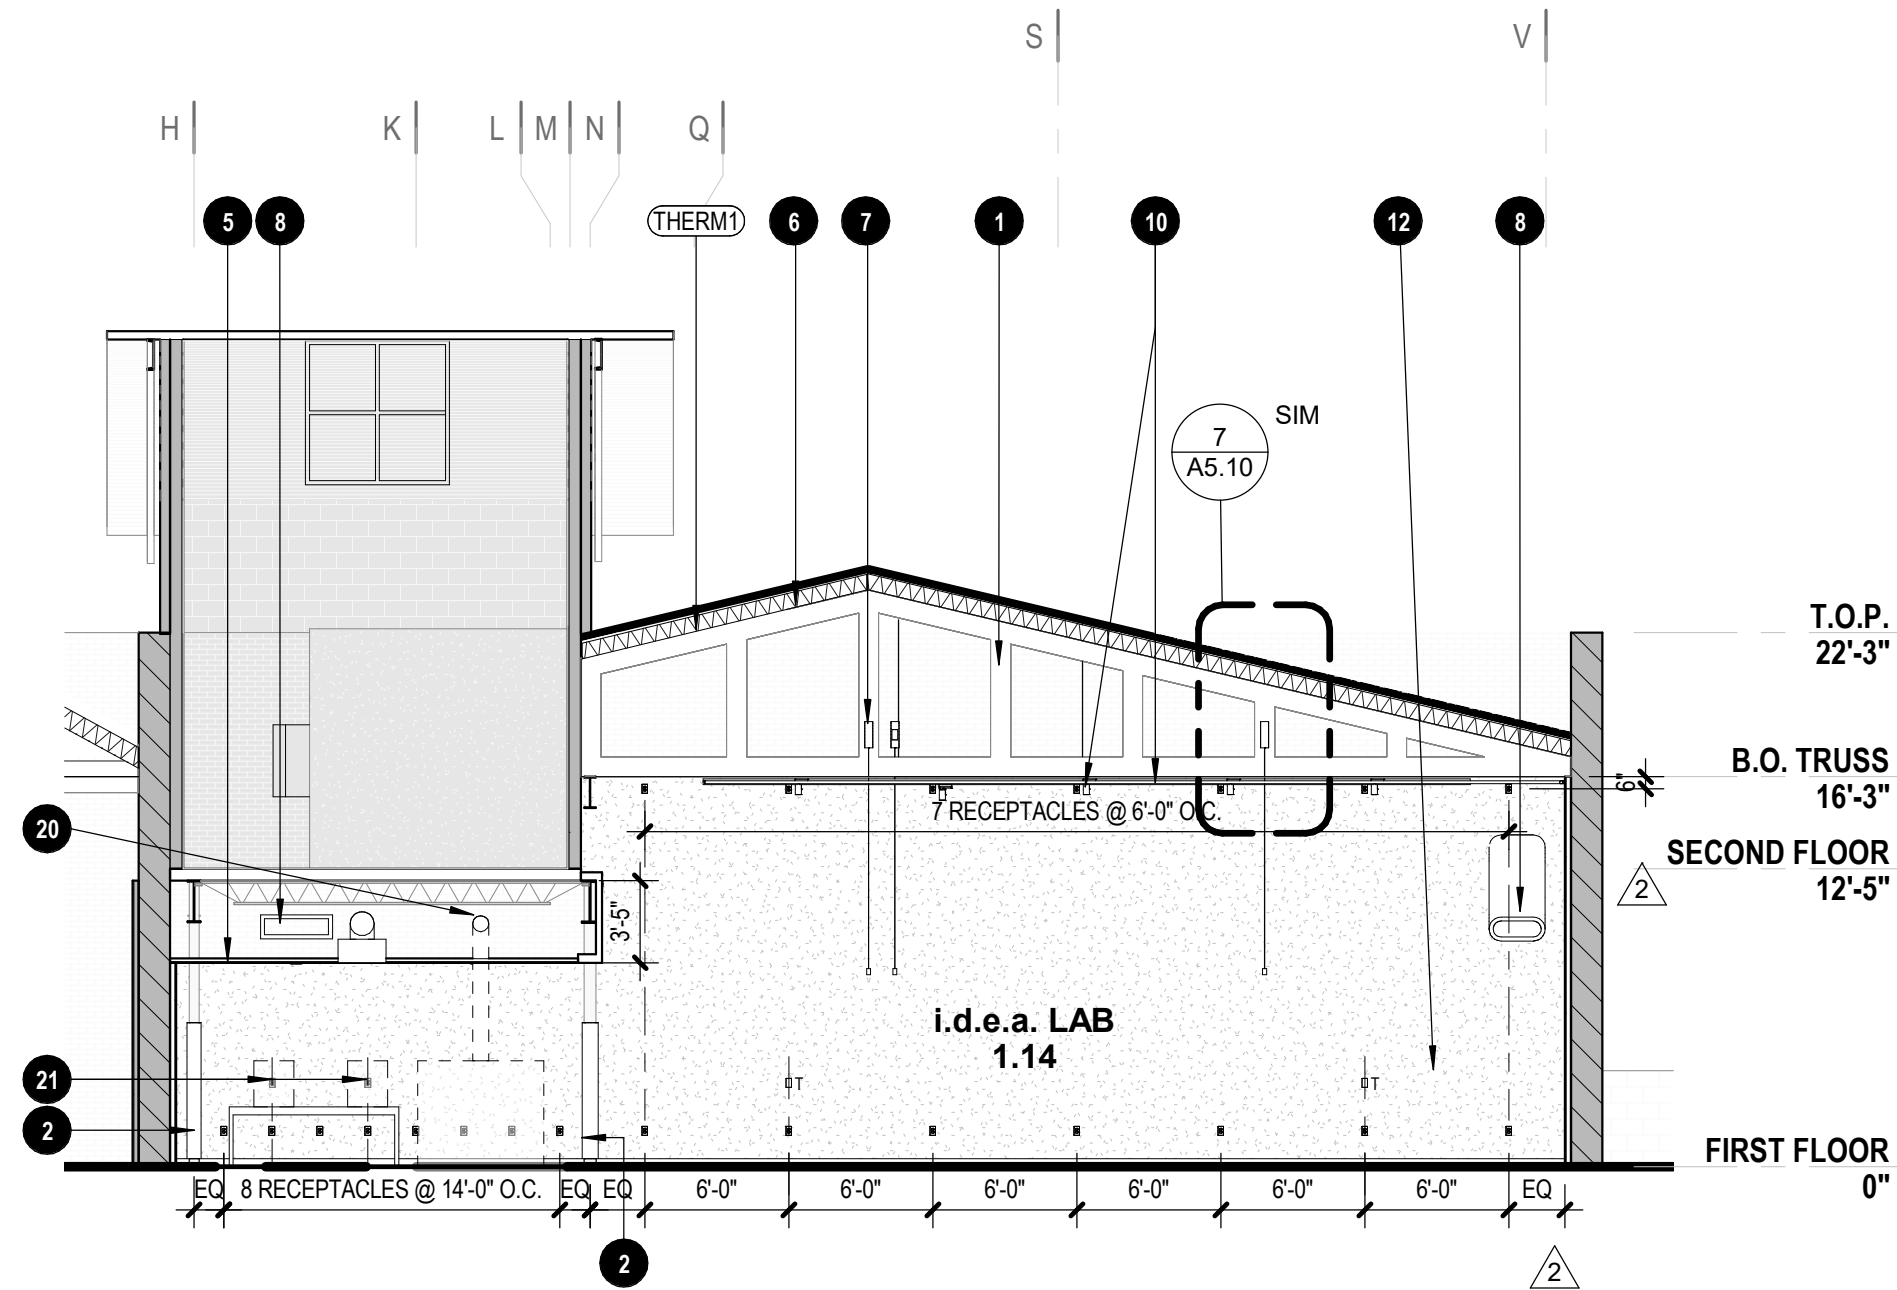 S
V
H
K
L
M
N
Q
5
8
THERM1
6
7
1
10
12
8
7
A5.10
SIM
T.O.P.
22'-3"
B.O. TRUSS
16'-3"
6"
7 RECEPTACLES @ 6'-0" O.C.
20
SECOND FLOOR
12'-5"
2
3'-5"
i.d.e.a. LAB
1.14
21
T
T
2
FIRST FLOOR
0"
EQ
8 RECEPTACLES @ 14'-0" O.C.
EQ
EQ
6'-0"
6'-0"
6'-0"
6'-0"
6'-0"
6'-0"
EQ
2
2